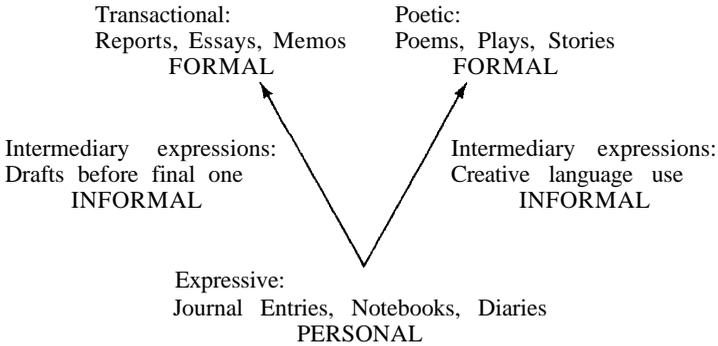 Transactional:
Reports, Essays, Memos
FORMAL
Poetic:
Poems, Plays, Stories
FORMAL
Intermediary expressions:
Drafts before final one
INFORMAL
Intermediary expressions:
Creative language use
INFORMAL
Expressive:
Journal Entries, Notebooks, Diaries
PERSONAL